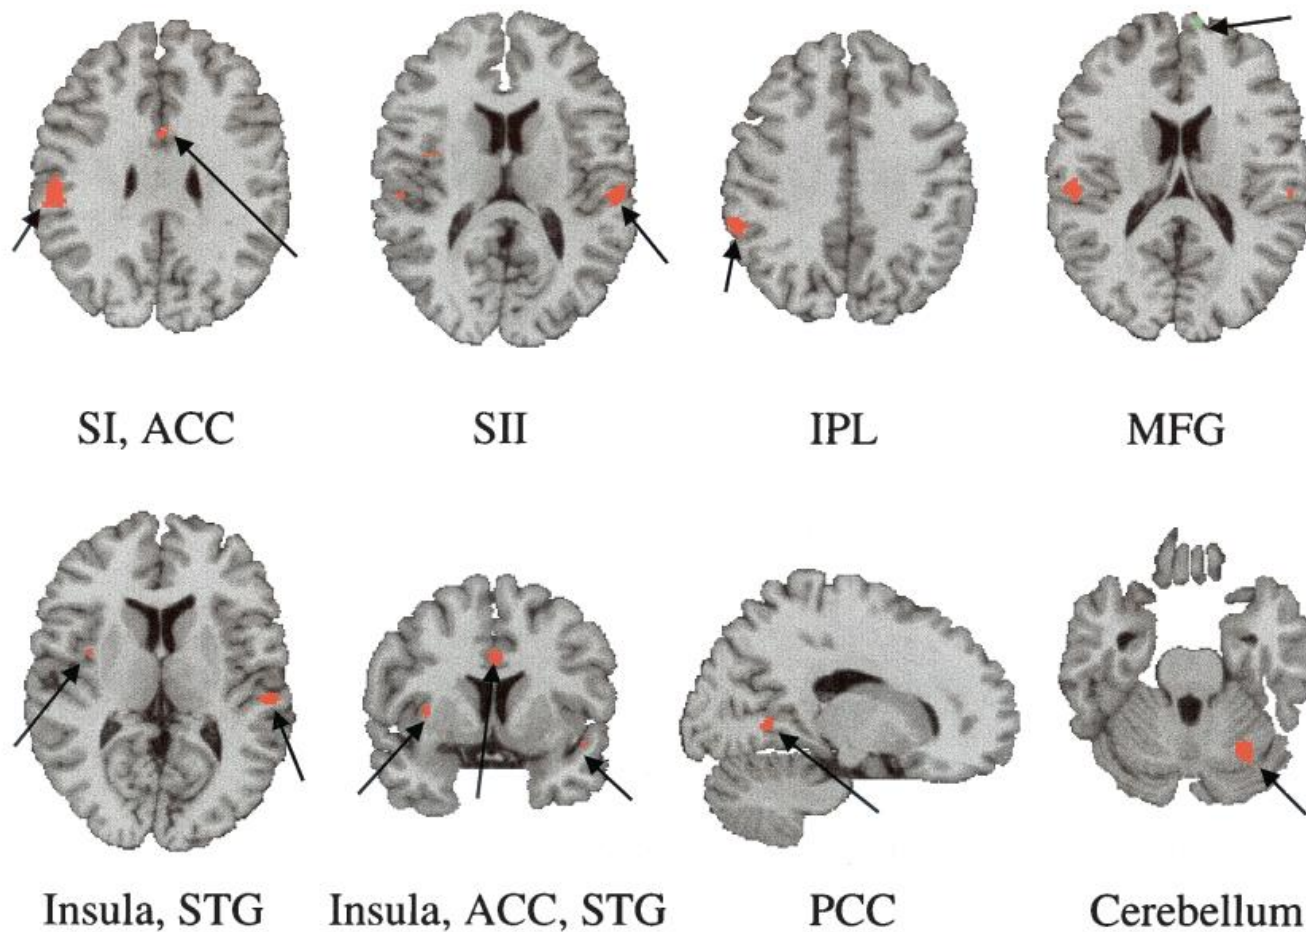 SI, ACC
SII
IPL
MFG
Insula, STG
Insula, ACC, STG
PCC
Cerebellum